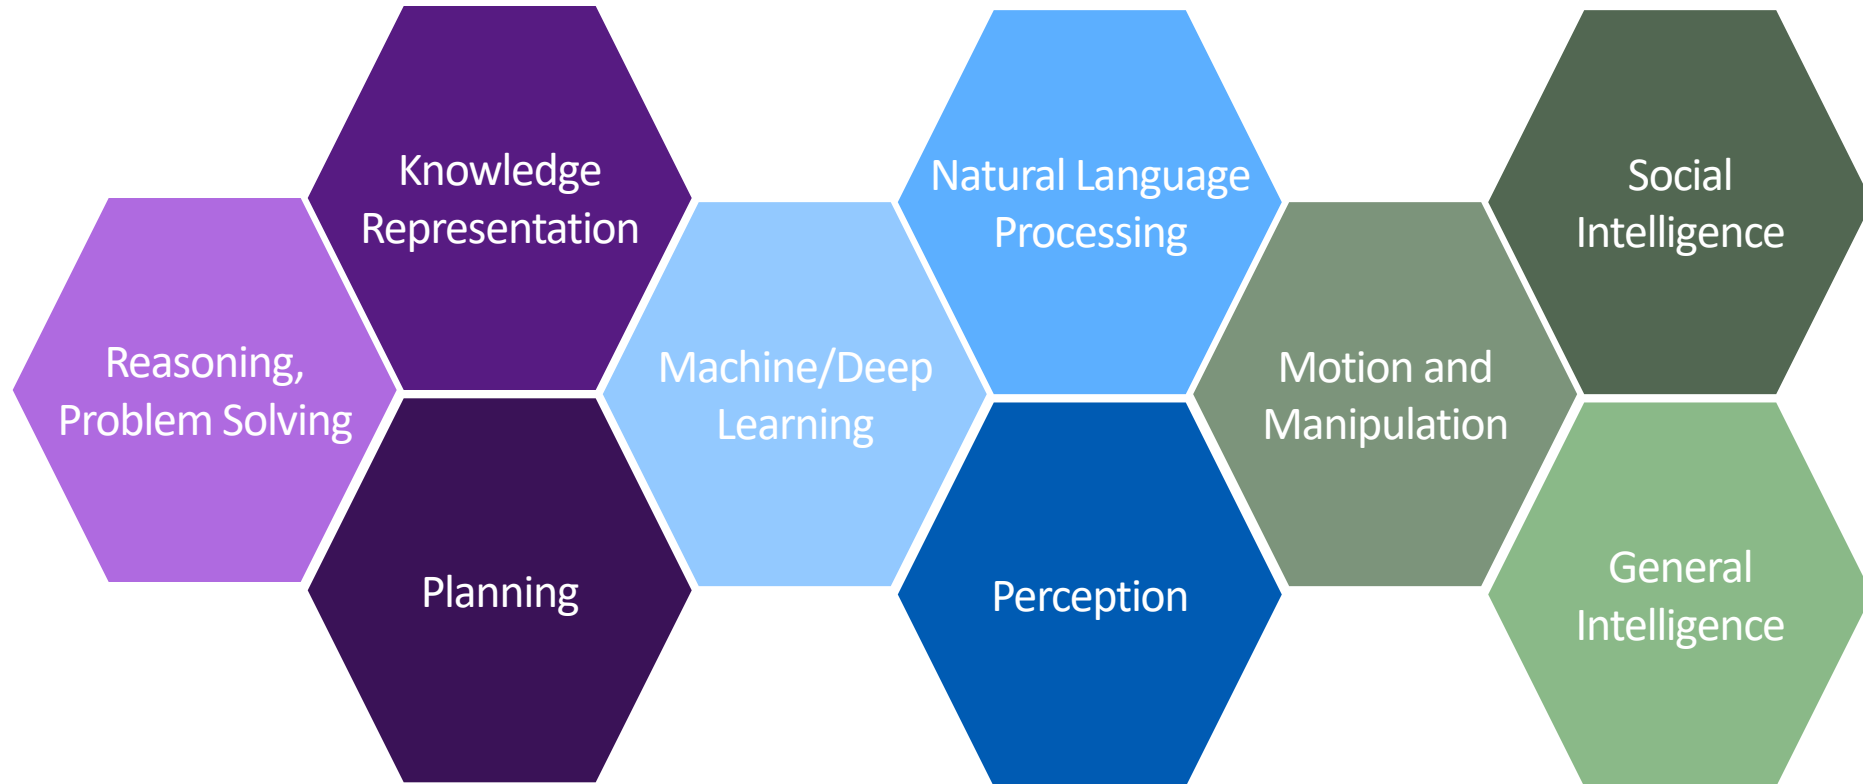 Knowledge
Representation
Natural Language
Processing
Social
Intelligence
Reasoning,
Problem Solving
Machine/Deep
Learning
Motion and
Manipulation
Planning
Perception
General
Intelligence